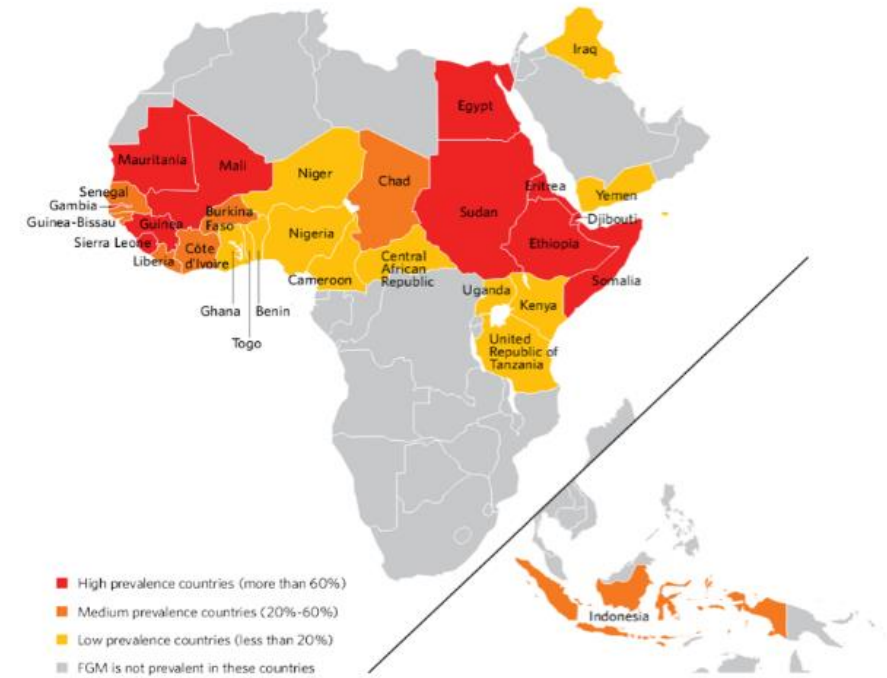 Iraq
Egypt
Mauritania
Mali
Niger
Chad
Eritrea
Yemen
Senegal
Gambia
Guinea-Bissau
Burkina
Faso
Sudan
Djibouti
Guinea
Nigeria
Ethiopia
Sierra Leone
Côte
d'Ivoire
Liberia
Central
African
Republic
Cameroon
Somalia
Uganda
Kenya
Ghana
Benin
Togo
United
Republic of
Tanzania
High prevalence countries (more than 60%)
Medium prevalence countries (20%-60%)
Low prevalence countries (less than 20%)
FGM is not prevalent in these countries
Indonesia